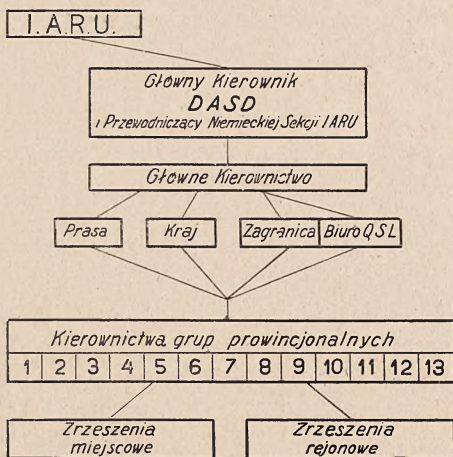 I.A.R.U.
Główny Kierownik
DASD
i Przewodniczący Niemieckiej Sekcji IARU
Główne Kierownictwo
Prasa Kraj Zagranica Biuro QSL
Kierownictwa grup prowincjonalnych
1 2 3 4 5 6 7 8 9 10 11 12 13
Zrzeszenia Zrzeszenia
miejscowe rejonowe